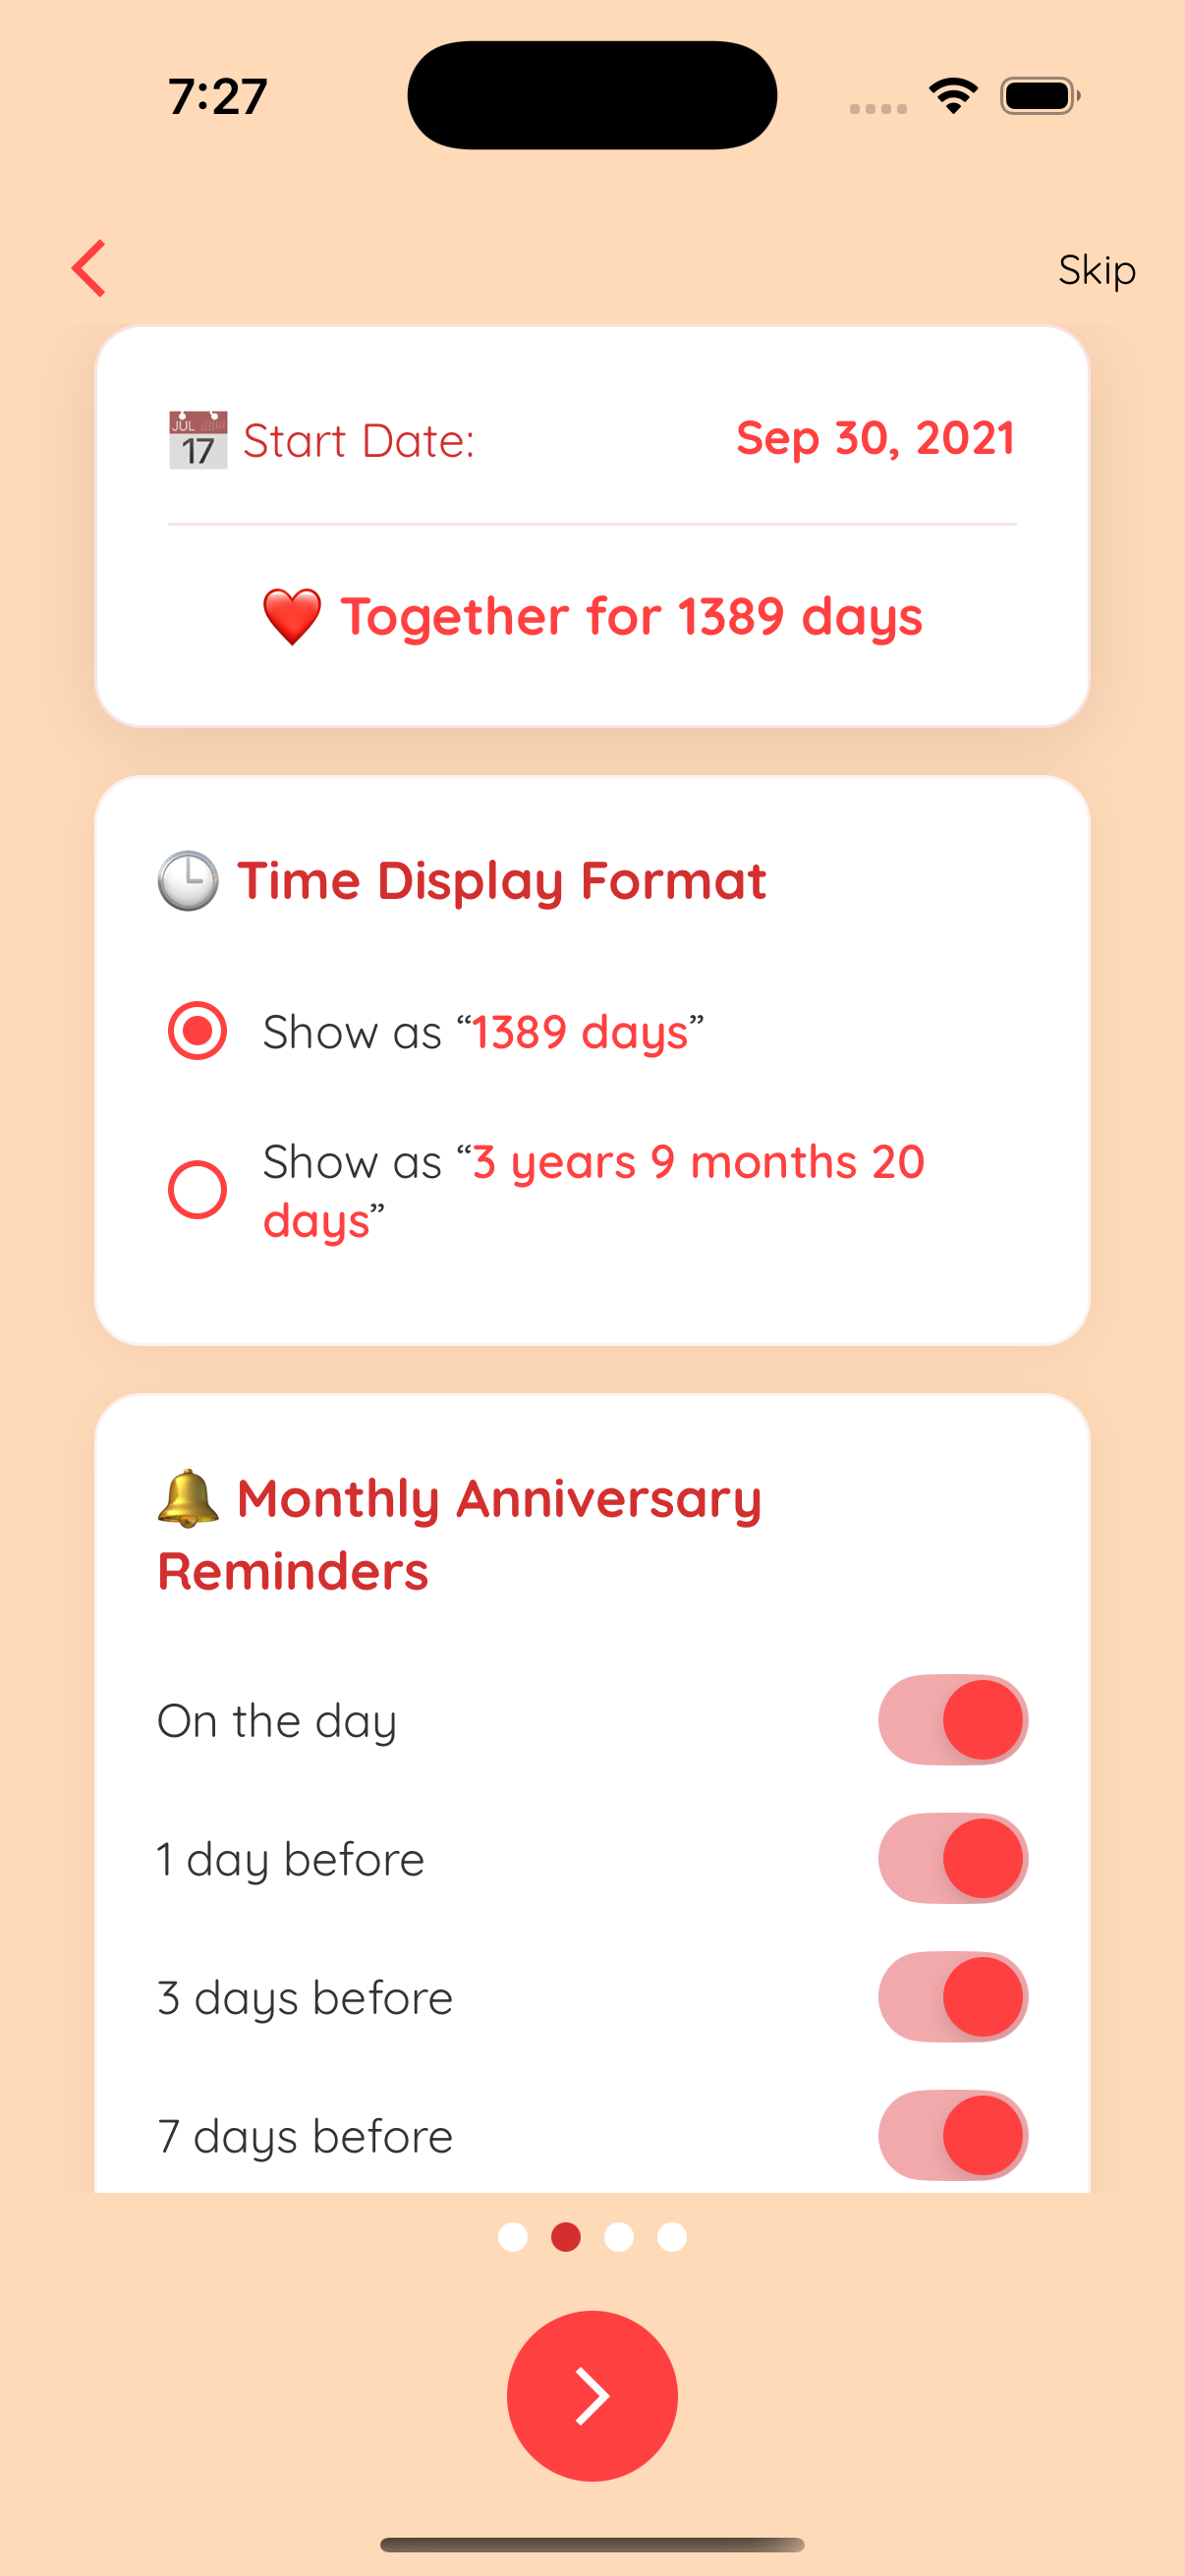 7:27
Skip
JUL
17
Start Date:
Sep 30, 2021
Together for 1389 days
Time Display Format
Show as “1389 days”
Show as “3 years 9 months 20
days”
Monthly Anniversary
Reminders
On the day
1 day before
3 days before
7 days before